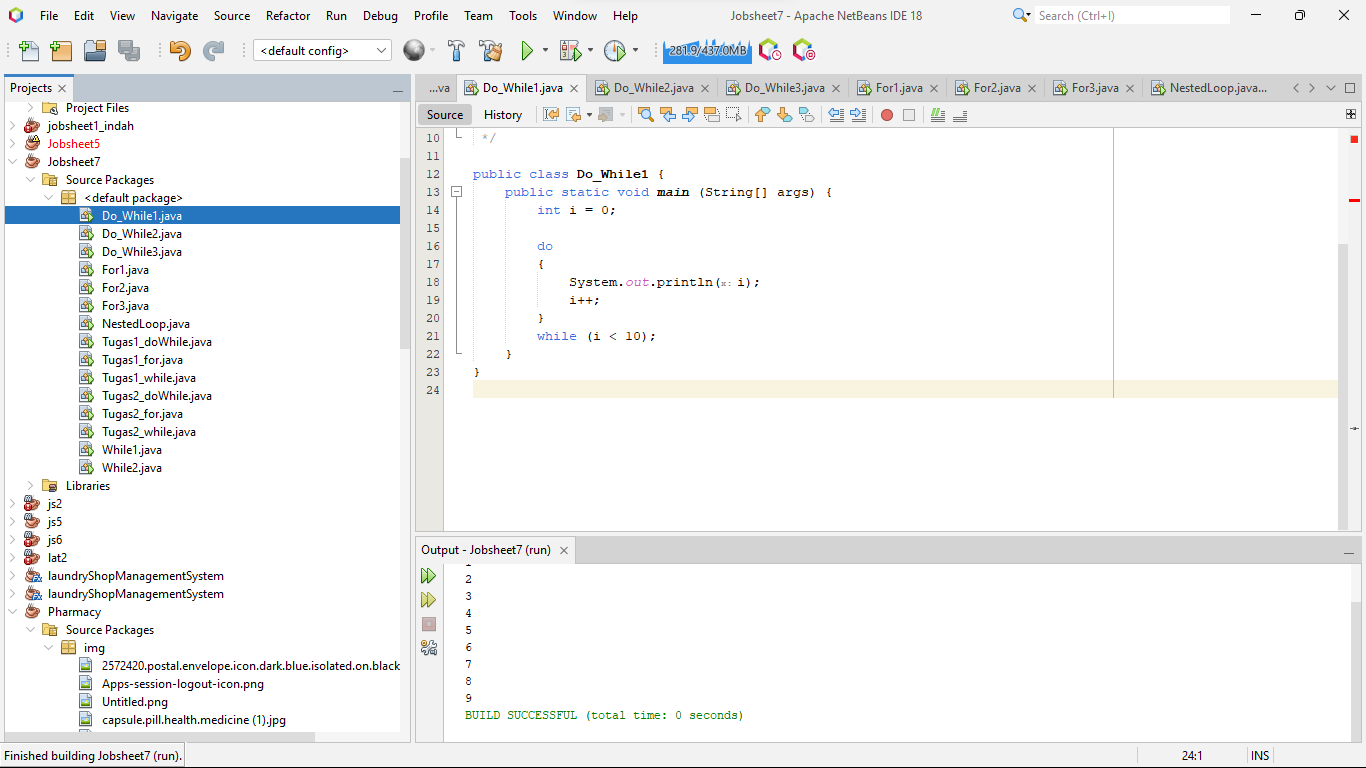 File Edit View Navigate Source Refactor Run Debug Profile Team Tools Window Help
Jobsheet7 - Apache NetBeans IDE 18
Search (Ctrl+I)
<default config>
281.9/437.0MB
Projects
Project Files
jobsheet1_indah
Jobsheet5
Jobsheet7
Source Packages
<default package>
Do_While1.java
Do_While2.java
Do_While3.java
For1.java
For2.java
For3.java
NestedLoop.java
Tugas1_doWhile.java
Tugas1_for.java
Tugas1_while.java
Tugas2_doWhile.java
Tugas2_for.java
Tugas2_while.java
While1.java
While2.java
Libraries
js2
js5
js6
lat2
laundryShopManagementSystem
laundryShopManagementSystem
Pharmacy
Source Packages
img
2572420.postal.envelope.icon.dark.blue.isolated.on.black
Apps-session-logout-icon.png
Untitled.png
capsule.pill.health.medicine (1).jpg
...va Do_While1.java Do_While2.java Do_While3.java For1.java For2.java For3.java NestedLoop.java...
Source History
10 */
11
12 public class Do_While1 {
13 public static void main (String[] args) {
14 int i = 0;
15
16 do
17 {
18 System.out.println(x: i);
19 i++;
20 }
21 while (i < 10);
22 }
23 }
24
Output - Jobsheet7 (run)
2
3
4
5
6
7
8
9
BUILD SUCCESSFUL (total time: 0 seconds)
Finished building Jobsheet7 (run).
24:1 INS